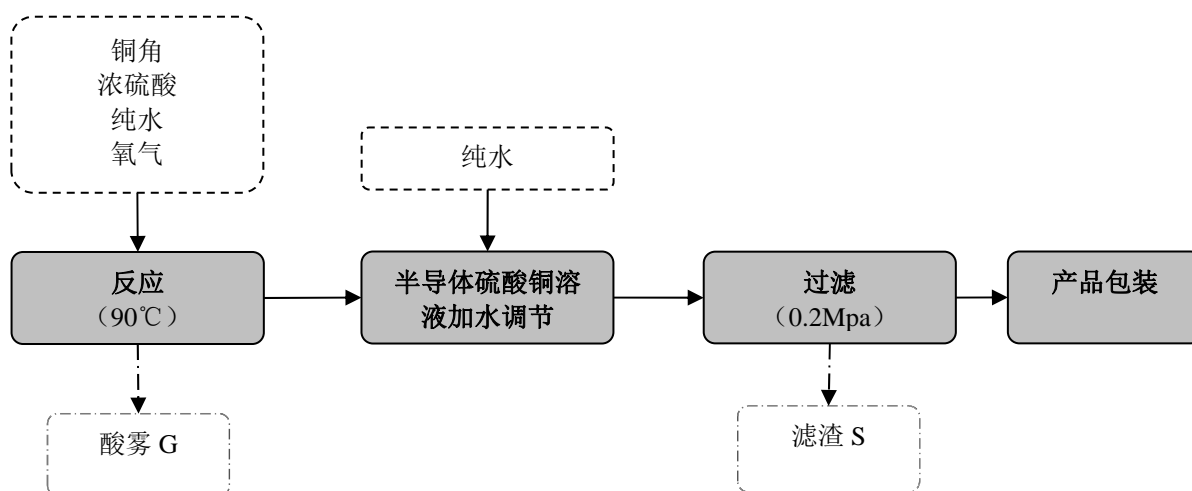 铜角
浓硫酸
纯水
氧气
纯水
反应
（90℃）
半导体硫酸铜溶
液加水调节
过滤
（0.2Mpa）
产品包装
酸雾 G
滤渣 S